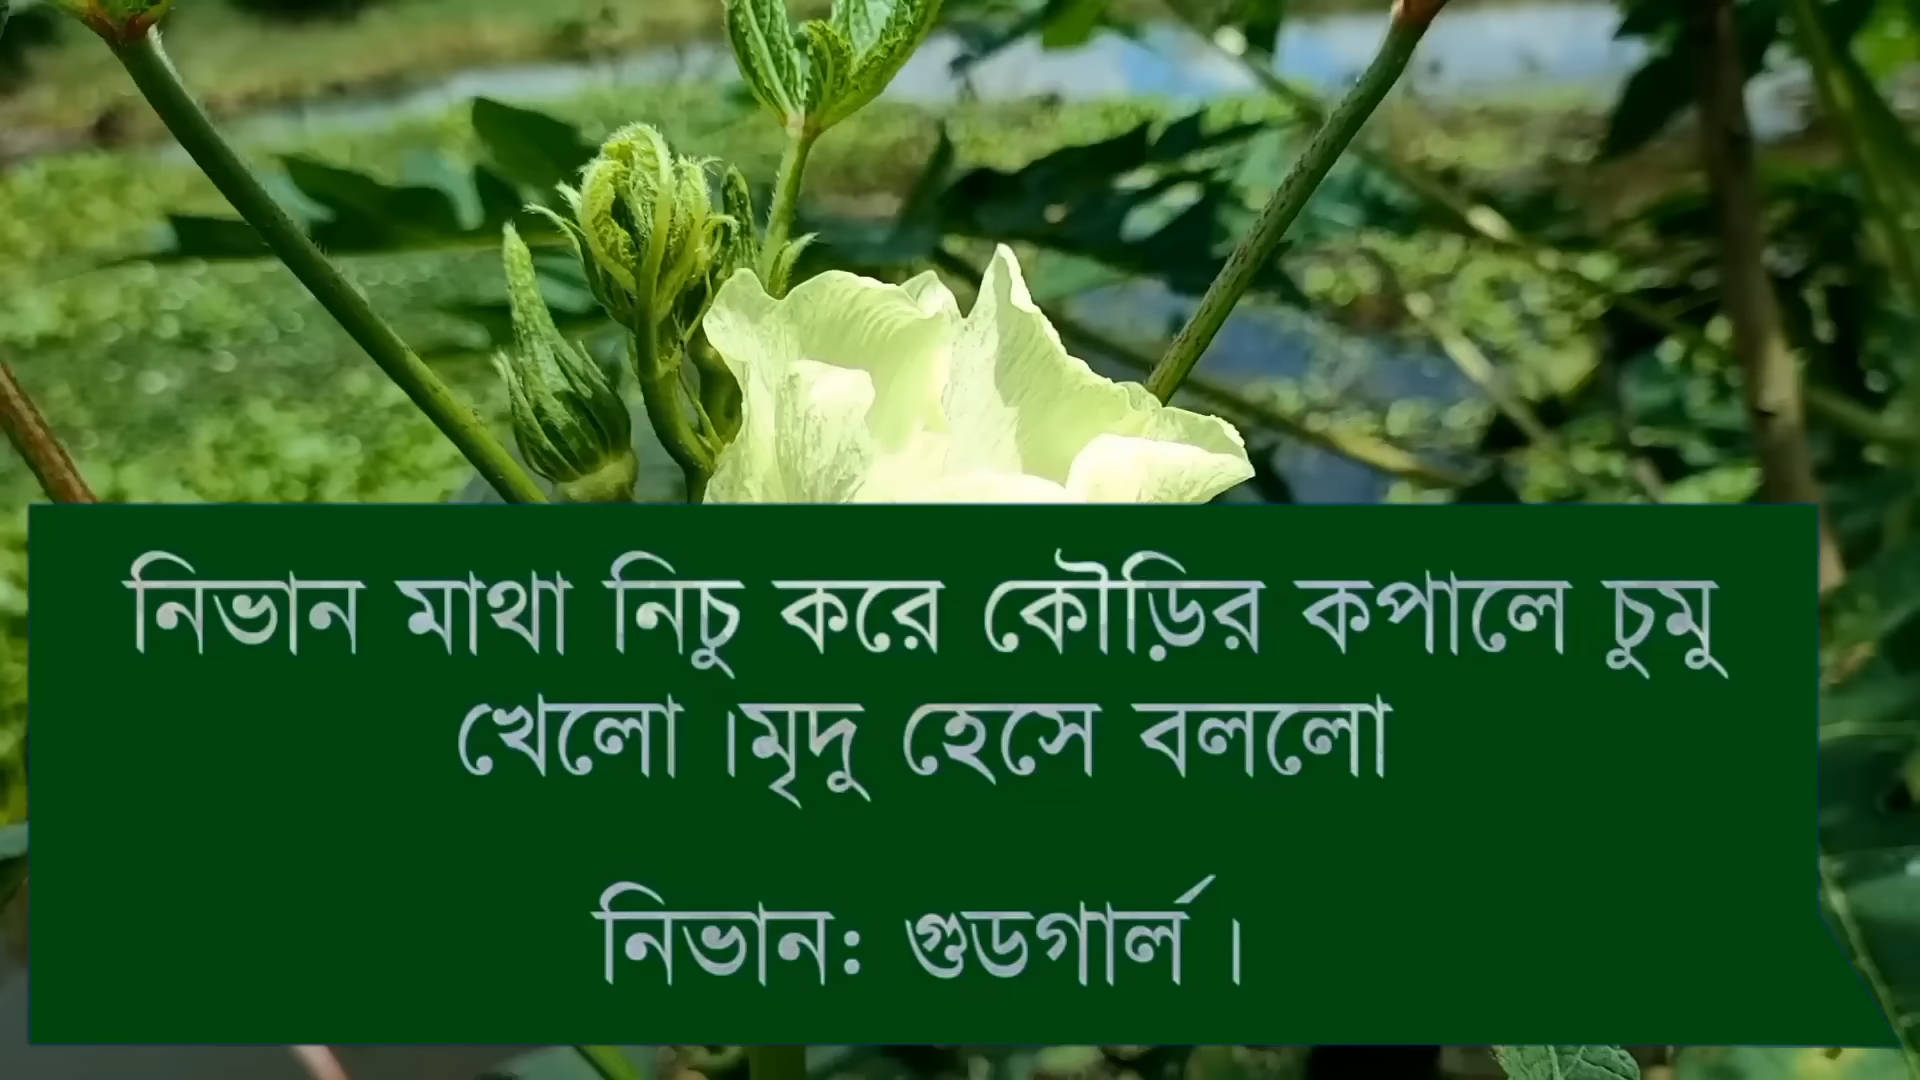 নিভান মাথা নিচু করে কৌড়ির কপালে চুমু
খেলো ।মৃদু হেসে বললো
নিভানঃ গুডগার্ল ।